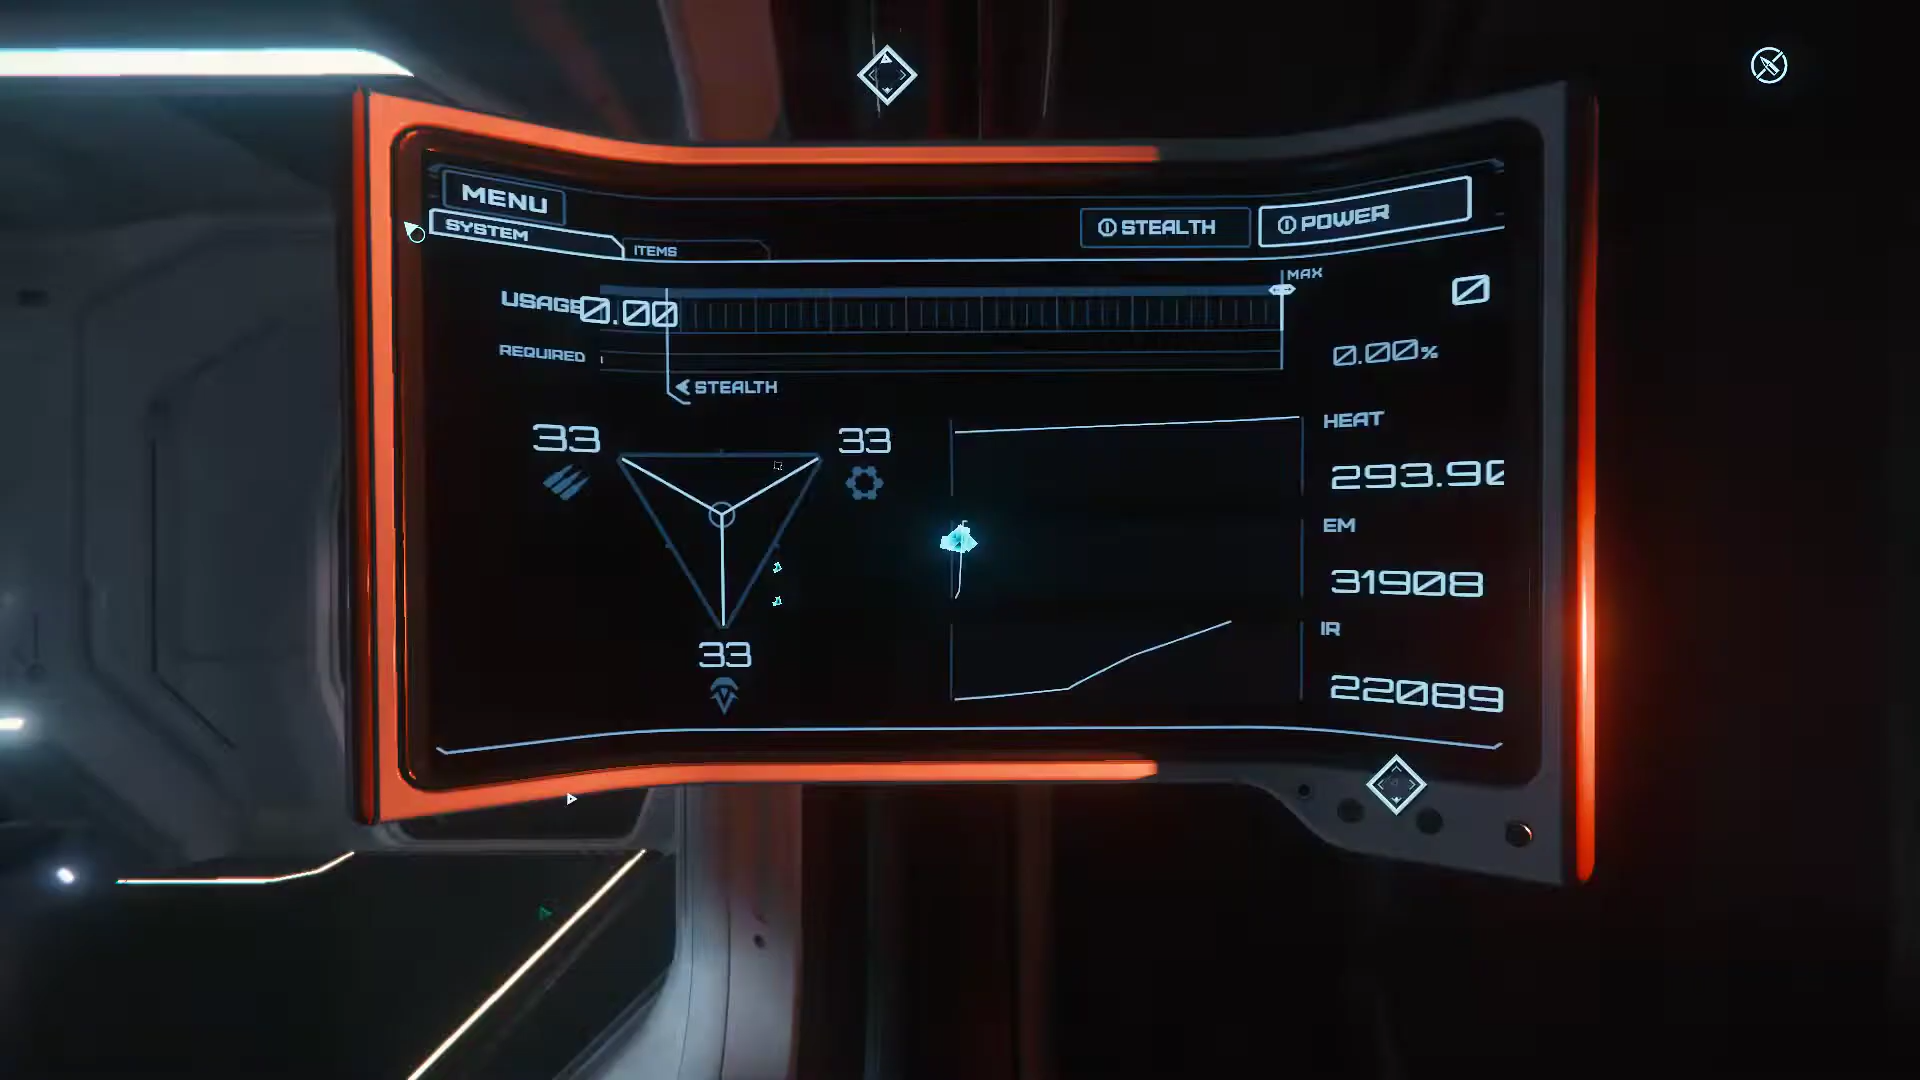 MENU
SYSTEM
ITEMS
STEALTH
POWER
USAGE 0.00
MAX
0
REQUIRED
0.00%
STEALTH
33
33
33
HEAT
293.90
EM
31908
IR
22089